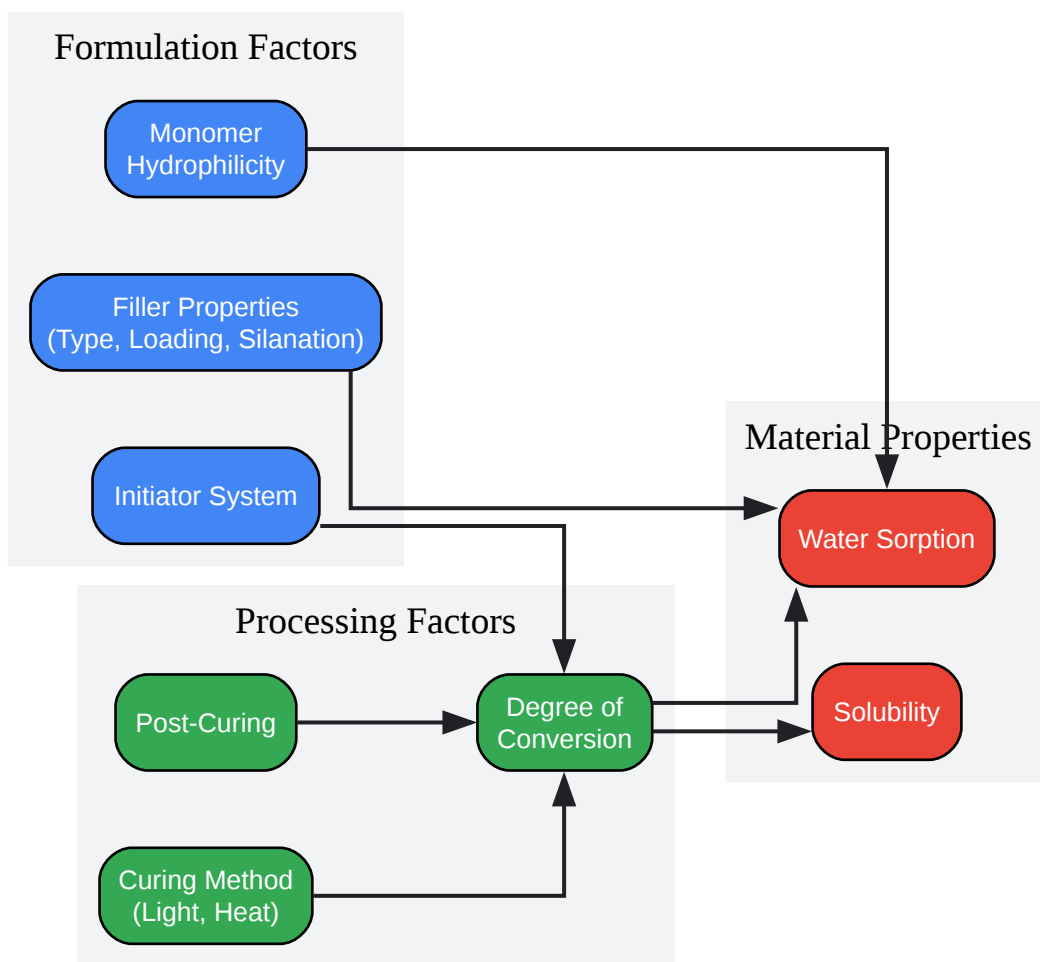 Formulation Factors
Monomer
Hydrophilicity
Filler Properties
(Type, Loading, Silanation)
Initiator System
Material Properties
Water Sorption
Solubility
Processing Factors
Post-Curing
Degree of
Conversion
Curing Method
(Light, Heat)